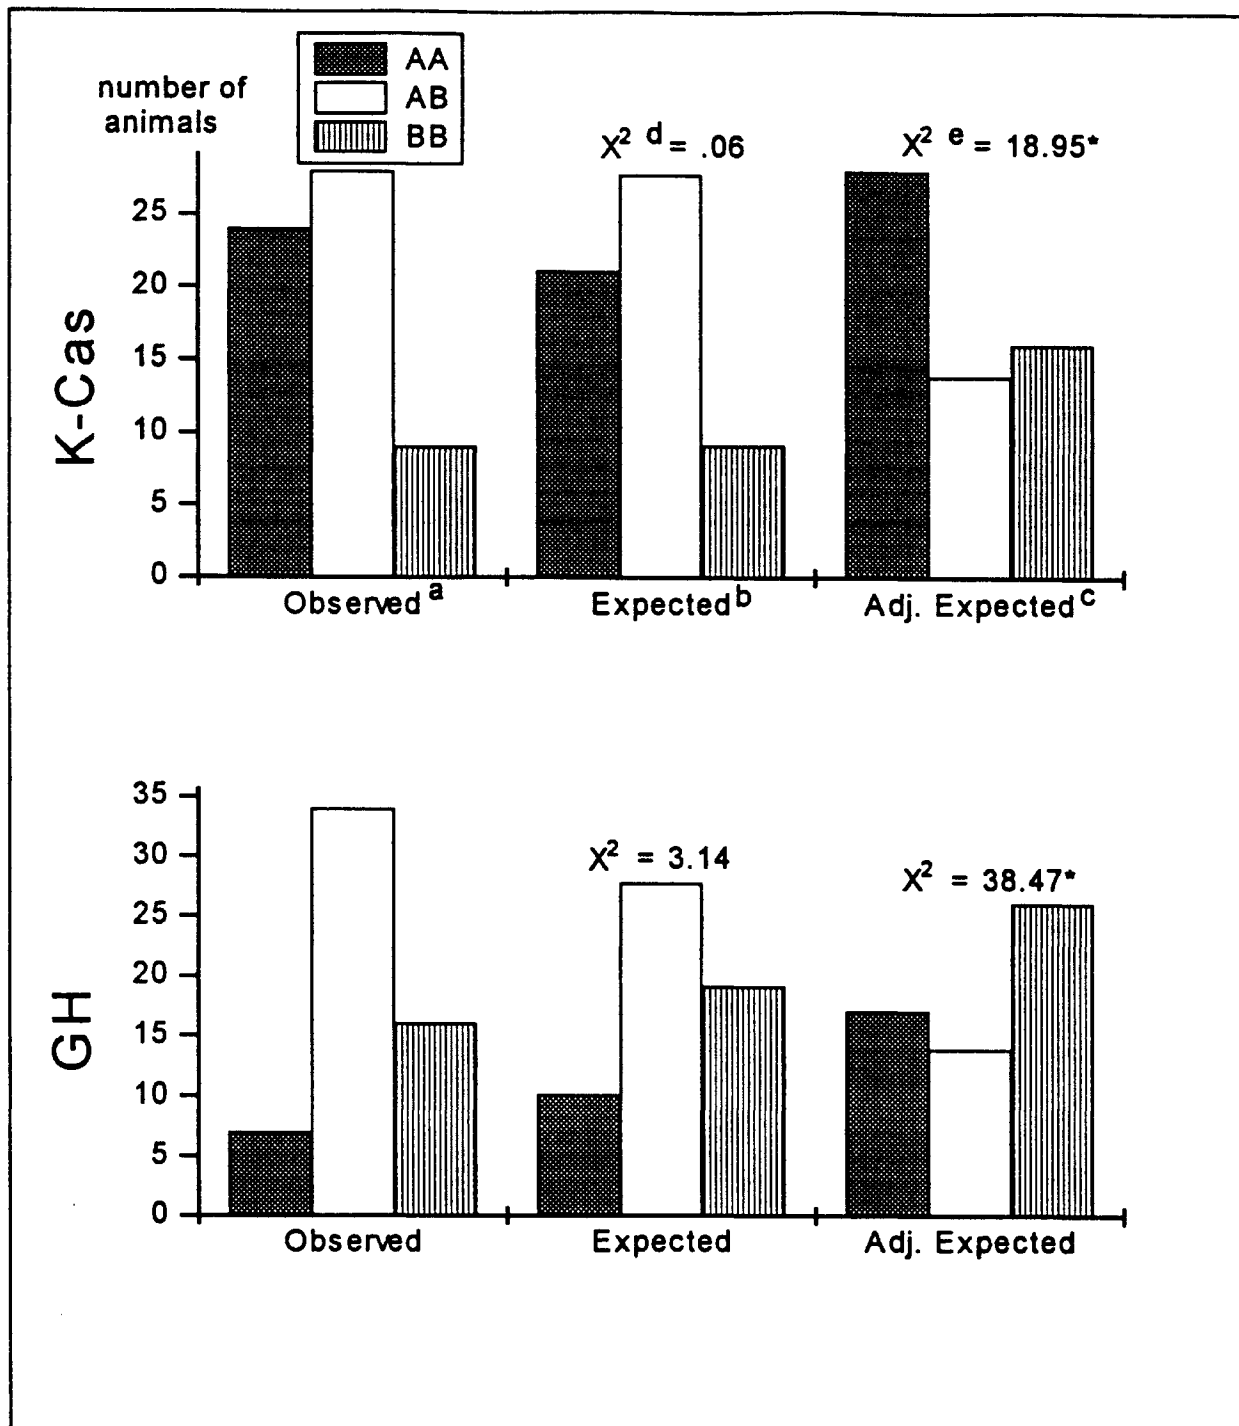 AA
AB
BB
number of
animals
X² d = .06
X² e = 18.95*
25
20
15
10
5
0
K-Cas
Observed a
Expected b
Adj. Expected c
35
30
25
20
15
10
5
0
X² = 3.14
X² = 38.47*
GH
Observed
Expected
Adj. Expected